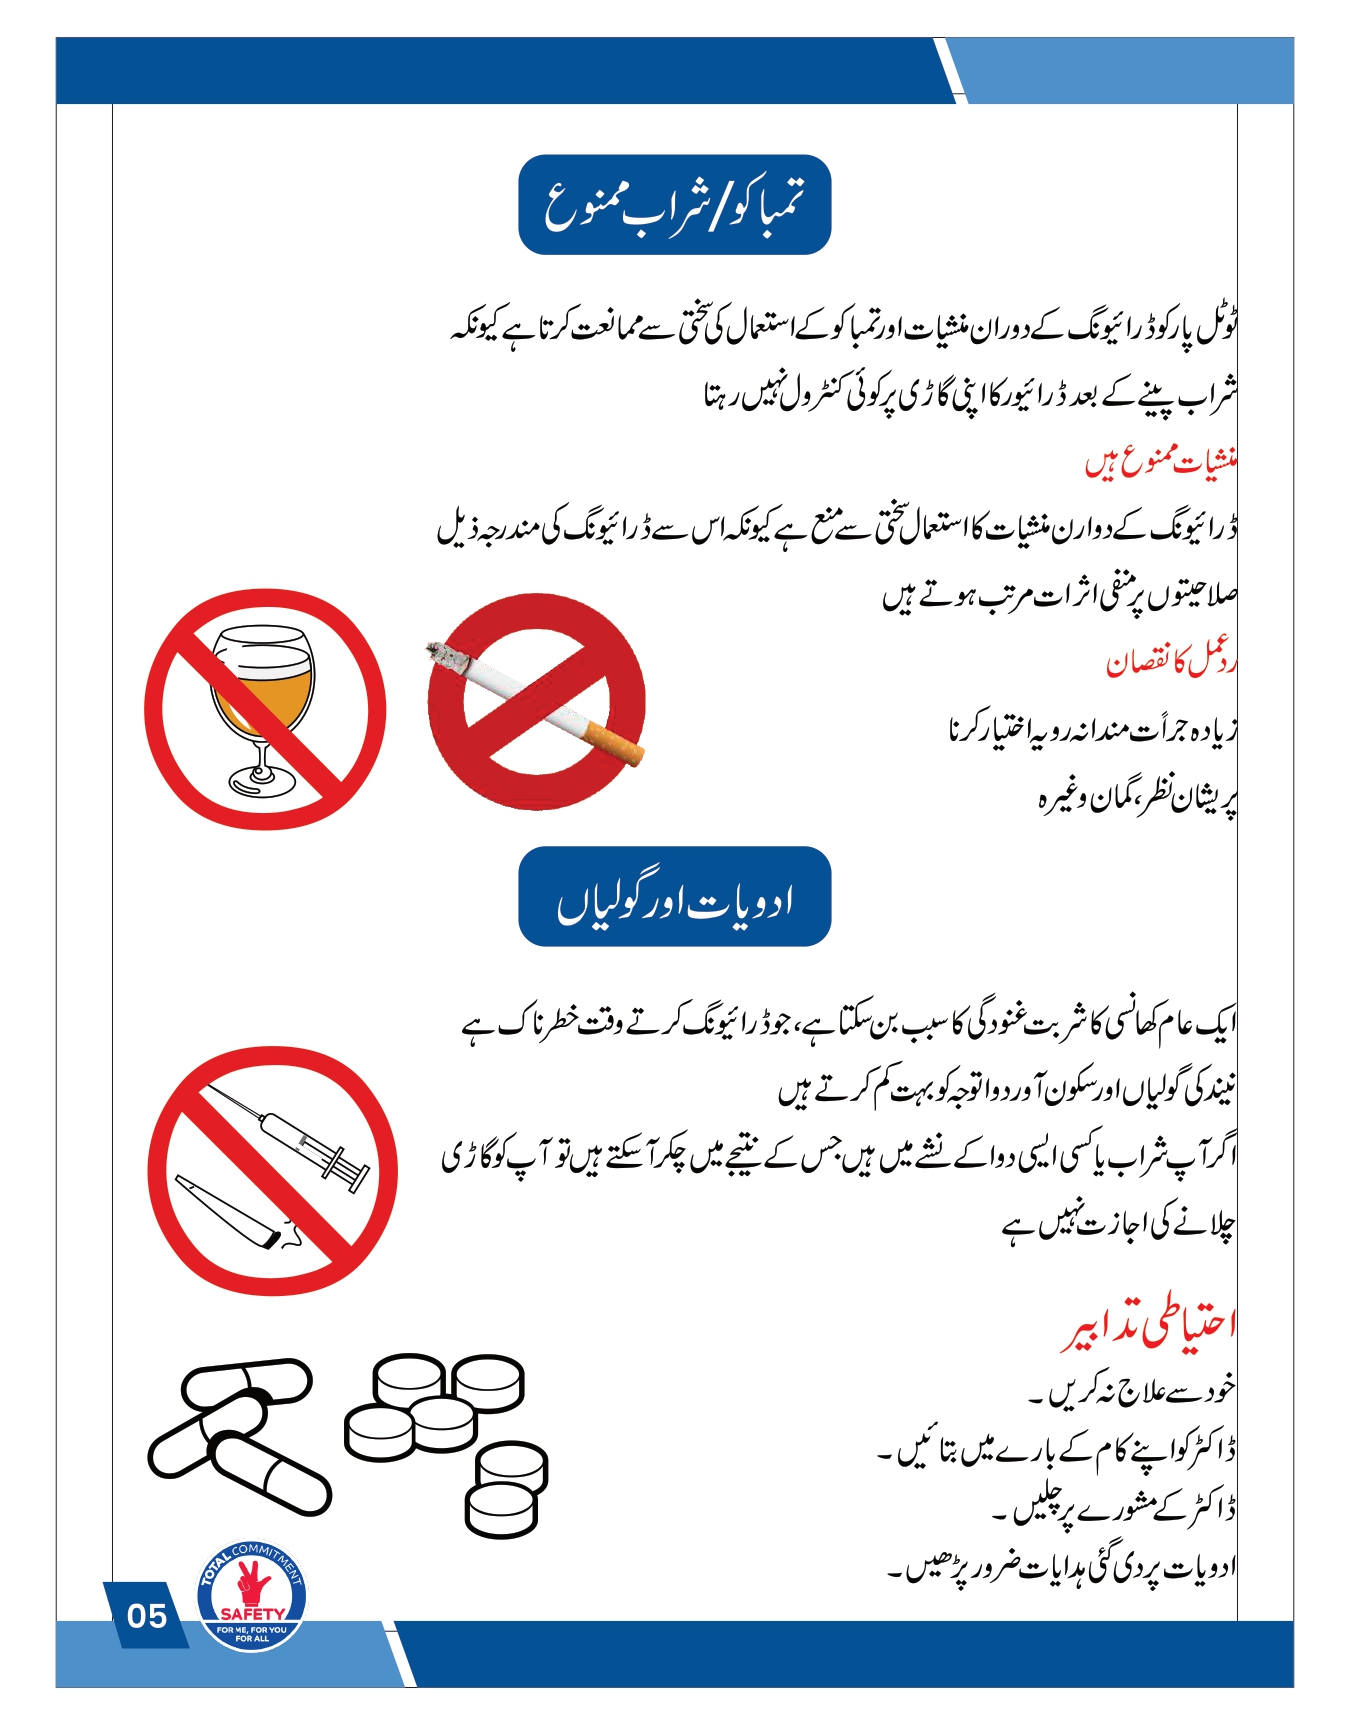 تمباکو/شراب ممنوع
ٹوٹل پارکو ڈرائیونگ کے دوران منشیات اور تمباکو کے استعمال کی سختی سے ممانعت کرتا ہے کیونکہ
شراب پینے کے بعد ڈرائیور کا اپنی گاڑی پر کوئی کنٹرول نہیں رہتا
منشیات ممنوع ہیں
ڈرائیونگ کے دوارن منشیات کا استعمال سختی سے منع ہے کیونکہ اس سے ڈرائیونگ کی مندرجہ ذیل
صلاحیتوں پر منفی اثرات مرتب ہوتے ہیں
ردعمل کا نقصان
زیادہ جرأت مندانہ رویہ اختیار کرنا
پریشان نظر، گمان وغیرہ
ادویات اور گولیاں
ایک عام کھانسی کا شربت غنودگی کا سبب بن سکتا ہے، جو ڈرائیونگ کرتے وقت خطرناک ہے
نیند کی گولیاں اور سکون آور دوا توجہ کو بہت کم کرتے ہیں
اگر آپ شراب یا کسی ایسی دوا کے نشے میں ہیں جس کے نتیجے میں چکر آسکتے ہیں تو آپ کو گاڑی
چلانے کی اجازت نہیں ہے
احتیاطی تدابیر
خود سے علاج نہ کریں۔
ڈاکٹر کو اپنے کام کے بارے میں بتائیں۔
ڈاکٹر کے مشورے پر چلیں۔
ادویات پر دی گئی ہدایات ضرور پڑھیں۔
TOTAL COMMITMENT
SAFETY
FOR ME, FOR YOU
FOR ALL
05